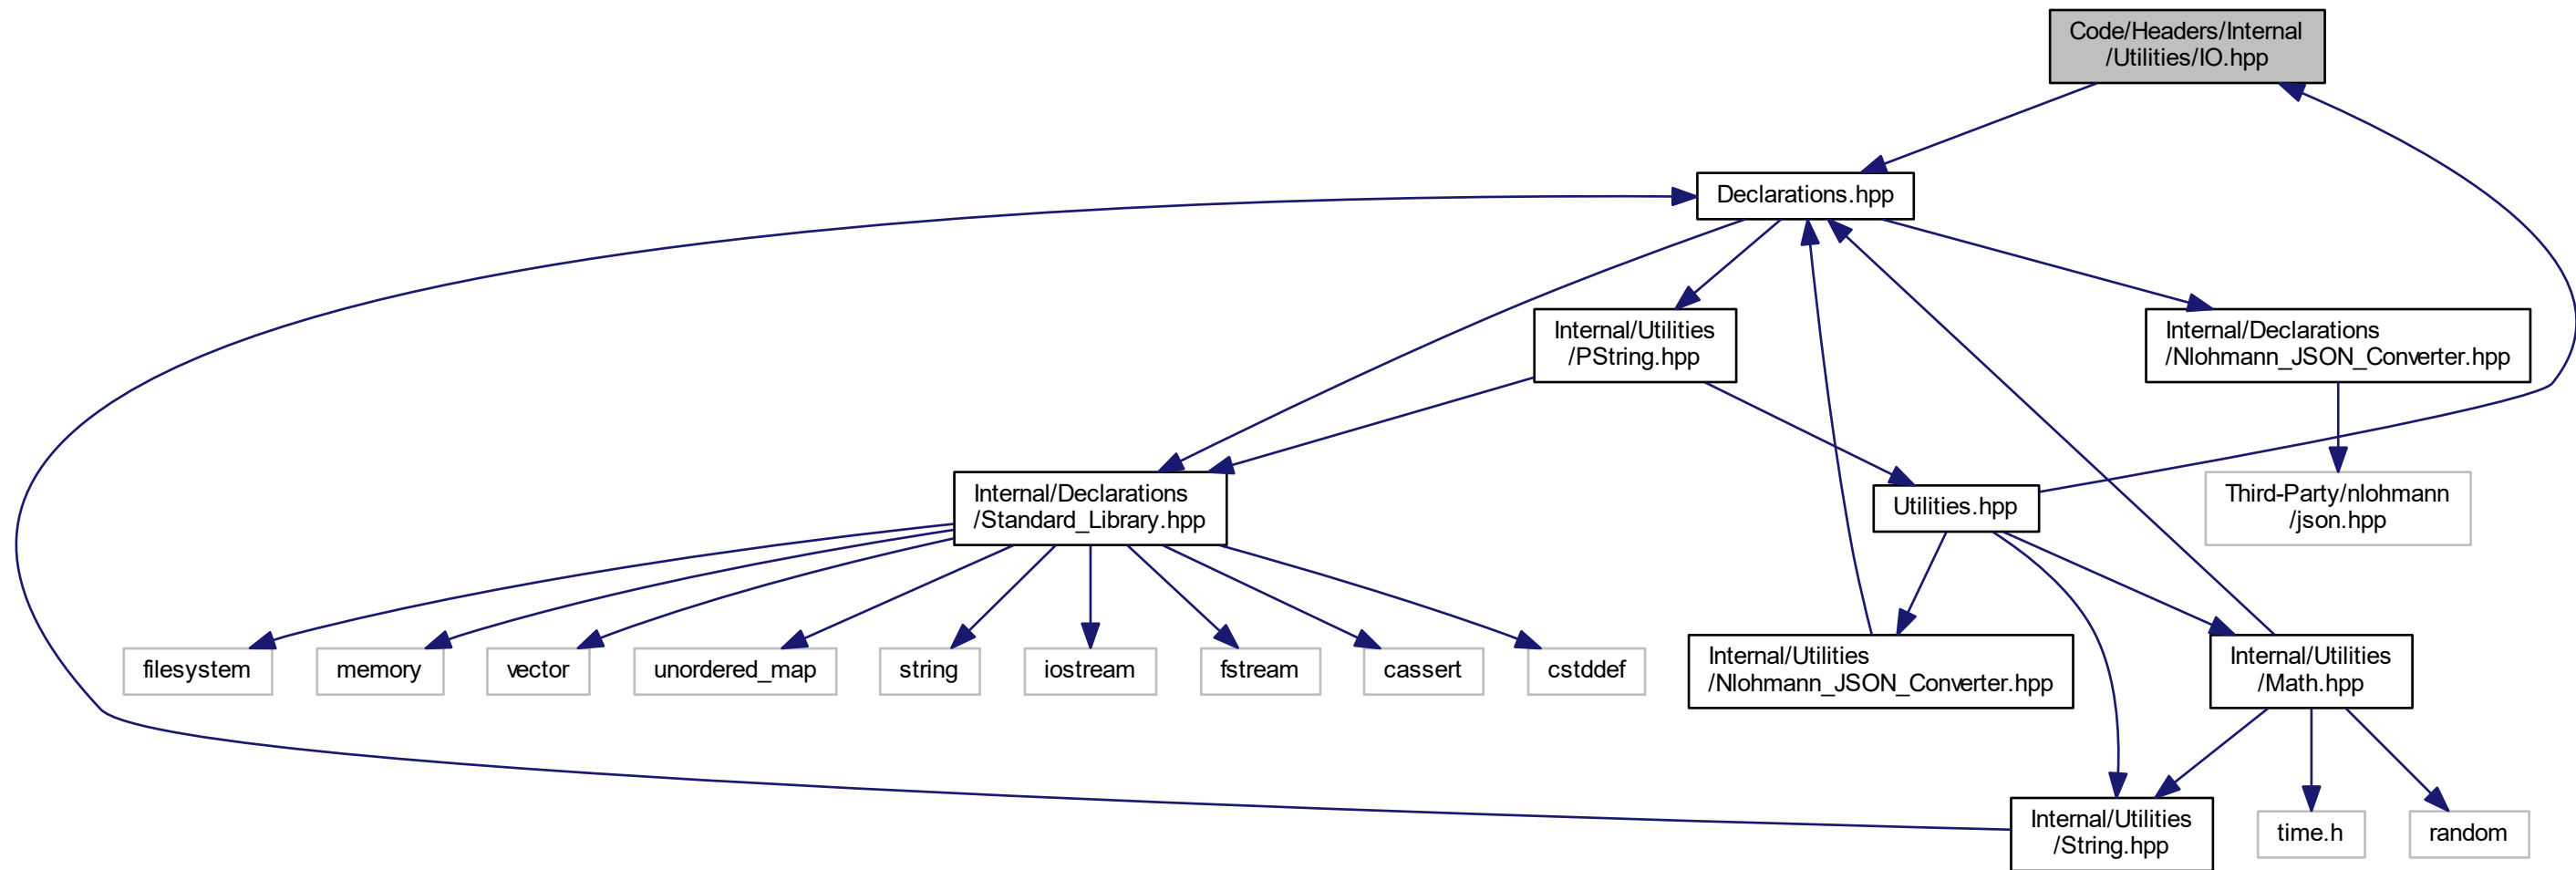 Code/Headers/Internal
/Utilities/IO.hpp
Declarations.hpp
Internal/Utilities
/PString.hpp
Internal/Declarations
/Nlohmann_JSON_Converter.hpp
Internal/Declarations
/Standard_Library.hpp
Utilities.hpp
Third-Party/nlohmann
/json.hpp
filesystem
memory
vector
unordered_map
string
iostream
fstream
cassert
cstddef
Internal/Utilities
/Nlohmann_JSON_Converter.hpp
Internal/Utilities
/Math.hpp
Internal/Utilities
/String.hpp
time.h
random